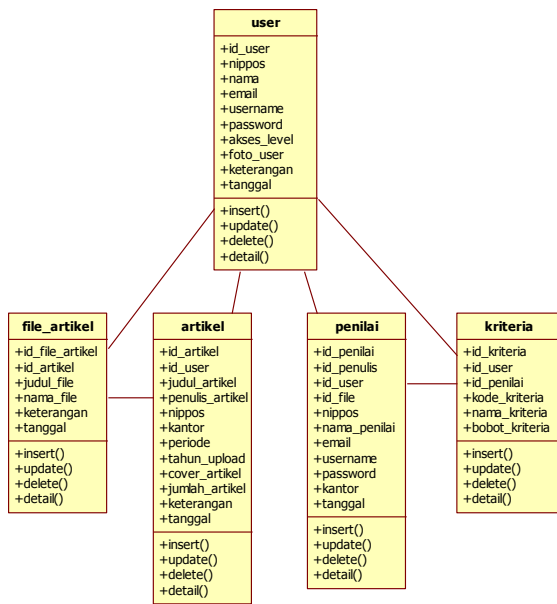 user
+id_user
+nippos
+nama
+email
+username
+password
+akses_level
+foto_user
+keterangan
+tanggal
+insert()
+update()
+delete()
+detail()
file_artikel
+id_file_artikel
+id_artikel
+judul_file
+nama_file
+keterangan
+tanggal
+insert()
+update()
+delete()
+detail()
artikel
+id_artikel
+id_user
+judul_artikel
+penulis_artikel
+nippos
+kantor
+periode
+tahun_upload
+cover_artikel
+jumlah_artikel
+keterangan
+tanggal
+insert()
+update()
+delete()
+detail()
penilai
+id_penilai
+id_penulis
+id_user
+id_file
+nippos
+nama_penilai
+email
+username
+password
+kantor
+tanggal
+insert()
+update()
+delete()
+detail()
kriteria
+id_kriteria
+id_user
+id_penilai
+kode_kriteria
+nama_kriteria
+bobot_kriteria
+insert()
+update()
+delete()
+detail()